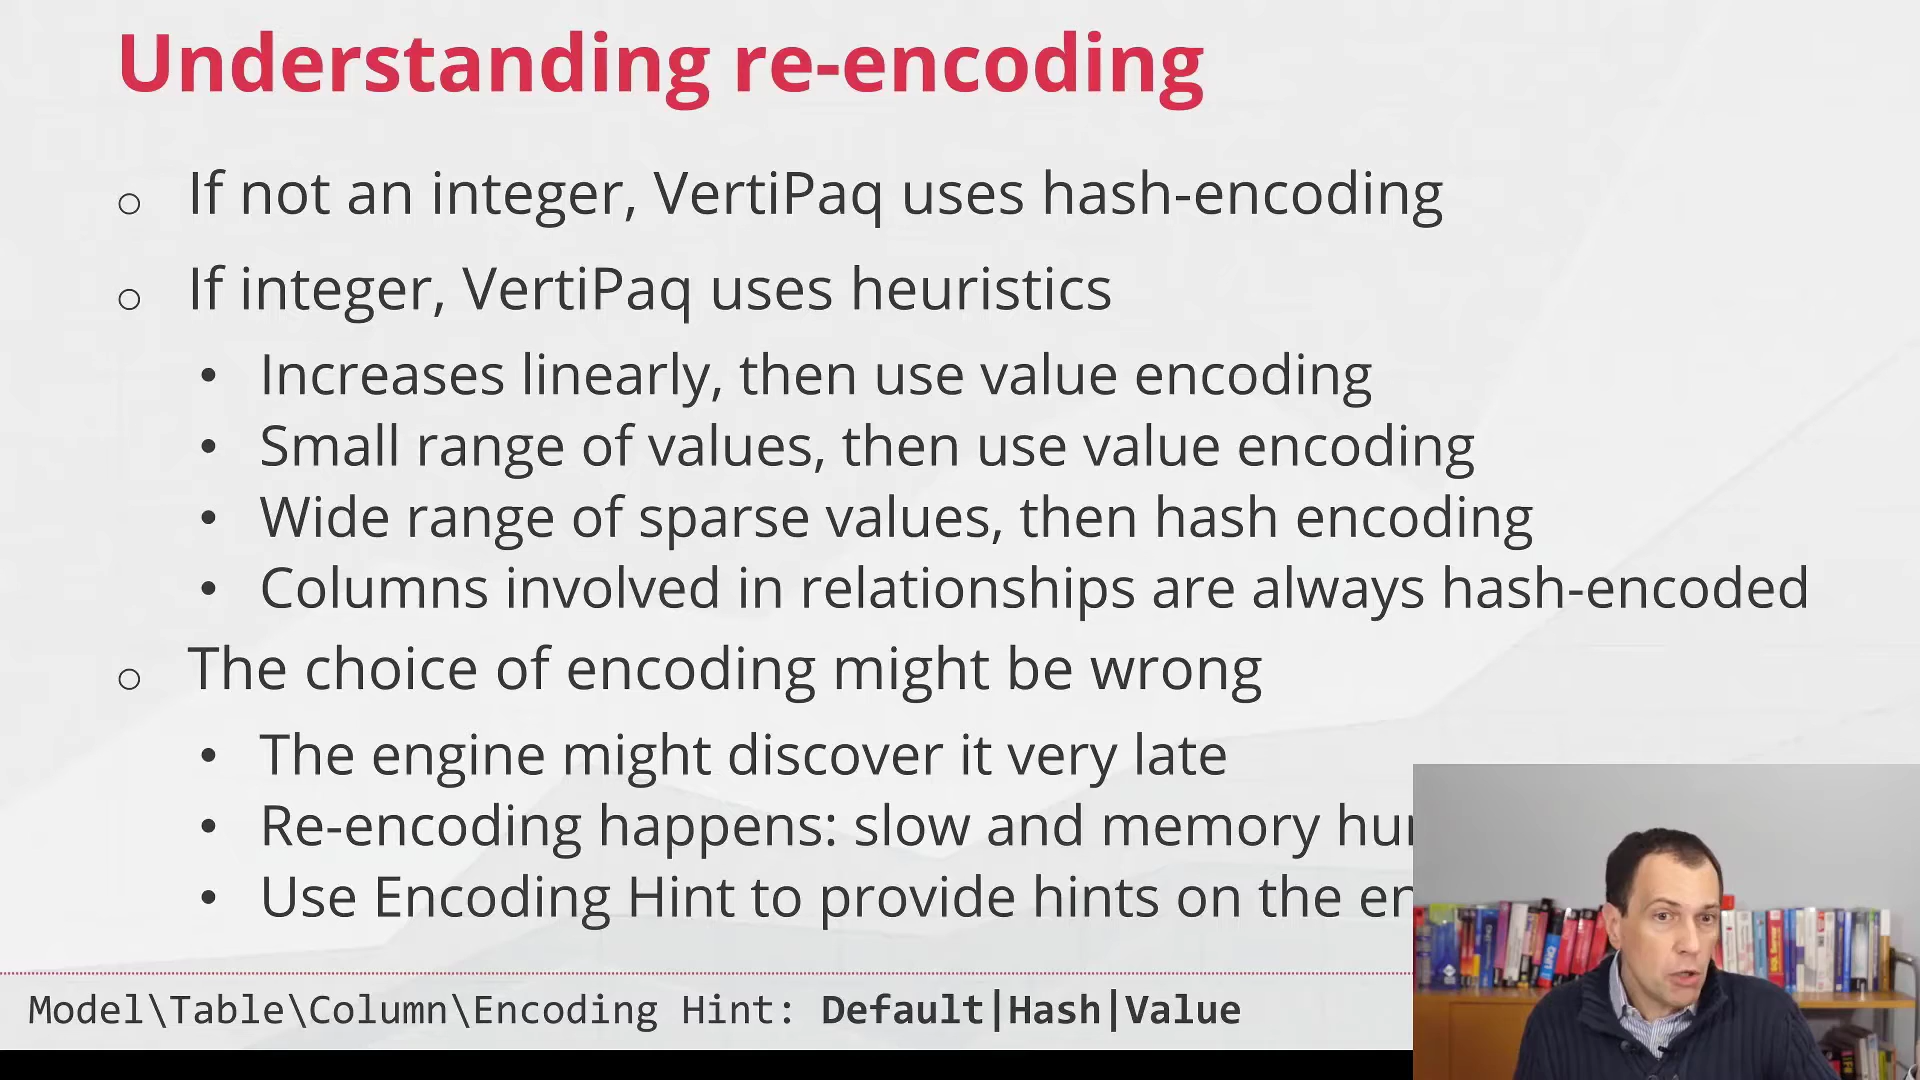 Understanding re-encoding
If not an integer, VertiPaq uses hash-encoding
If integer, VertiPaq uses heuristics
Increases linearly, then use value encoding
Small range of values, then use value encoding
Wide range of sparse values, then hash encoding
Columns involved in relationships are always hash-encoded
The choice of encoding might be wrong
The engine might discover it very late
Re-encoding happens: slow and memory
Use Encoding Hint to provide hints on the
Model\Table\Column\Encoding Hint: Default|Hash|Value